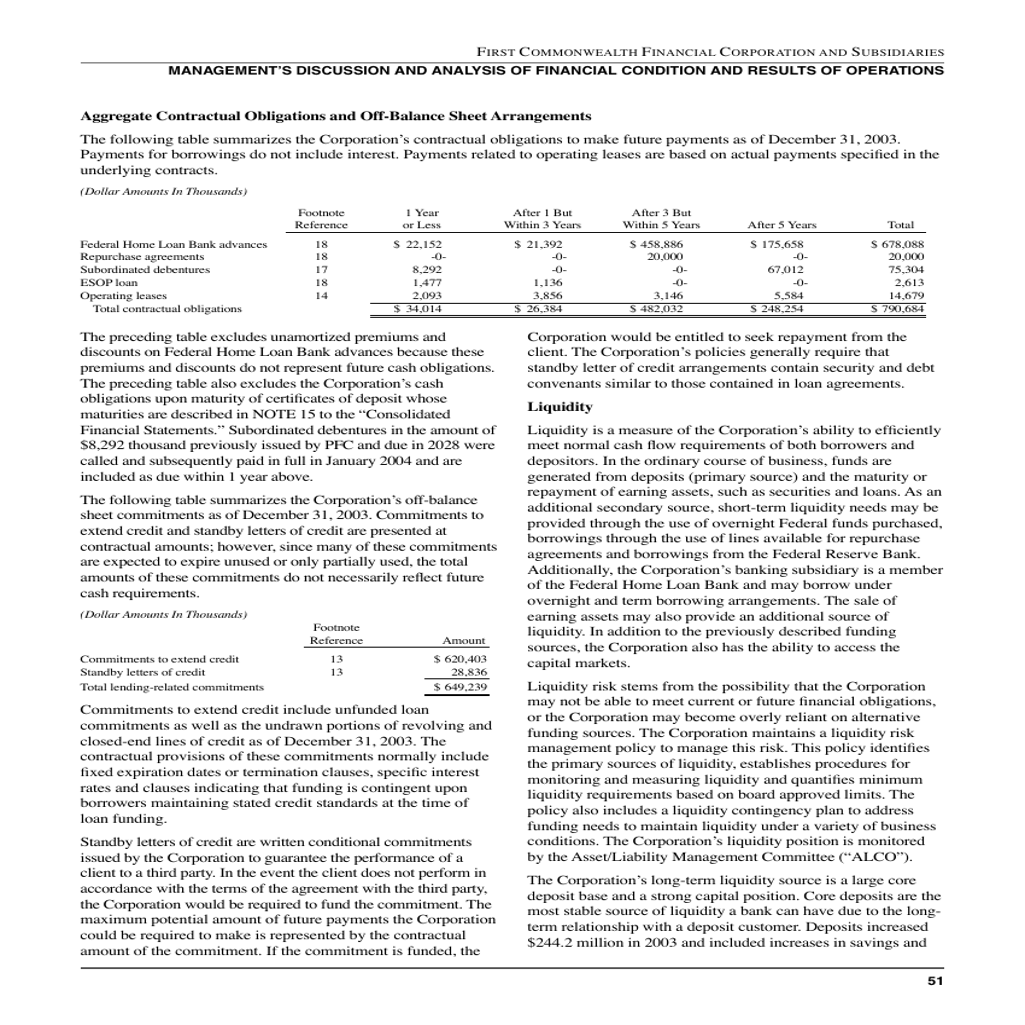 FIRST COMMONWEALTH FINANCIAL CORPORATION AND SUBSIDIARIES
MANAGEMENT'S DISCUSSION AND ANALYSIS OF FINANCIAL CONDITION AND RESULTS OF OPERATIONS
Aggregate Contractual Obligations and Off-Balance Sheet Arrangements
The following table summarizes the Corporation's contractual obligations to make future payments as of December 31, 2003.
Payments for borrowings do not include interest. Payments related to operating leases are based on actual payments specified in the
underlying contracts.
(Dollar Amounts In Thousands)
Footnote 1 Year After 1 But After 3 But
Reference or Less Within 3 Years Within 5 Years After 5 Years Total
Federal Home Loan Bank advances 18 $ 22,152 $ 21,392 $ 458,886 $ 175,658 $ 678,088
Repurchase agreements 18 -0- -0- 20,000 -0- 20,000
Subordinated debentures 17 8,292 -0- -0- 67,012 75,304
ESOP loan 18 1,477 1,136 -0- -0- 2,613
Operating leases 14 2,093 3,856 3,146 5,584 14,679
Total contractual obligations $ 34,014 $ 26,384 $ 482,032 $ 248,254 $ 790,684
The preceding table excludes unamortized premiums and
discounts on Federal Home Loan Bank advances because these
premiums and discounts do not represent future cash obligations.
The preceding table also excludes the Corporation's cash
obligations upon maturity of certificates of deposit whose
maturities are described in NOTE 15 to the "Consolidated
Financial Statements." Subordinated debentures in the amount of
$8,292 thousand previously issued by PFC and due in 2028 were
called and subsequently paid in full in January 2004 and are
included as due within 1 year above.
The following table summarizes the Corporation's off-balance
sheet commitments as of December 31, 2003. Commitments to
extend credit and standby letters of credit are presented at
contractual amounts; however, since many of these commitments
are expected to expire unused or only partially used, the total
amounts of these commitments do not necessarily reflect future
cash requirements.
(Dollar Amounts In Thousands)
Footnote
Reference Amount
Commitments to extend credit 13 $ 620,403
Standby letters of credit 13 28,836
Total lending-related commitments $ 649,239
Commitments to extend credit include unfunded loan
commitments as well as the undrawn portions of revolving and
closed-end lines of credit as of December 31, 2003. The
contractual provisions of these commitments normally include
fixed expiration dates or termination clauses, specific interest
rates and clauses indicating that funding is contingent upon
borrowers maintaining stated credit standards at the time of
loan funding.
Standby letters of credit are written conditional commitments
issued by the Corporation to guarantee the performance of a
client to a third party. In the event the client does not perform in
accordance with the terms of the agreement with the third party,
the Corporation would be required to fund the commitment. The
maximum potential amount of future payments the Corporation
could be required to make is represented by the contractual
amount of the commitment. If the commitment is funded, the
Corporation would be entitled to seek repayment from the
client. The Corporation's policies generally require that
standby letter of credit arrangements contain security and debt
convenants similar to those contained in loan agreements.
Liquidity
Liquidity is a measure of the Corporation's ability to efficiently
meet normal cash flow requirements of both borrowers and
depositors. In the ordinary course of business, funds are
generated from deposits (primary source) and the maturity or
repayment of earning assets, such as securities and loans. As an
additional secondary source, short-term liquidity needs may be
provided through the use of overnight Federal funds purchased,
borrowings through the use of lines available for repurchase
agreements and borrowings from the Federal Reserve Bank.
Additionally, the Corporation's banking subsidiary is a member
of the Federal Home Loan Bank and may borrow under
overnight and term borrowing arrangements. The sale of
earning assets may also provide an additional source of
liquidity. In addition to the previously described funding
sources, the Corporation also has the ability to access the
capital markets.
Liquidity risk stems from the possibility that the Corporation
may not be able to meet current or future financial obligations,
or the Corporation may become overly reliant on alternative
funding sources. The Corporation maintains a liquidity risk
management policy to manage this risk. This policy identifies
the primary sources of liquidity, establishes procedures for
monitoring and measuring liquidity and quantifies minimum
liquidity requirements based on board approved limits. The
policy also includes a liquidity contingency plan to address
funding needs to maintain liquidity under a variety of business
conditions. The Corporation's liquidity position is monitored
by the Asset/Liability Management Committee ("ALCO").
The Corporation's long-term liquidity source is a large core
deposit base and a strong capital position. Core deposits are the
most stable source of liquidity a bank can have due to the long-
term relationship with a deposit customer. Deposits increased
$244.2 million in 2003 and included increases in savings and
51